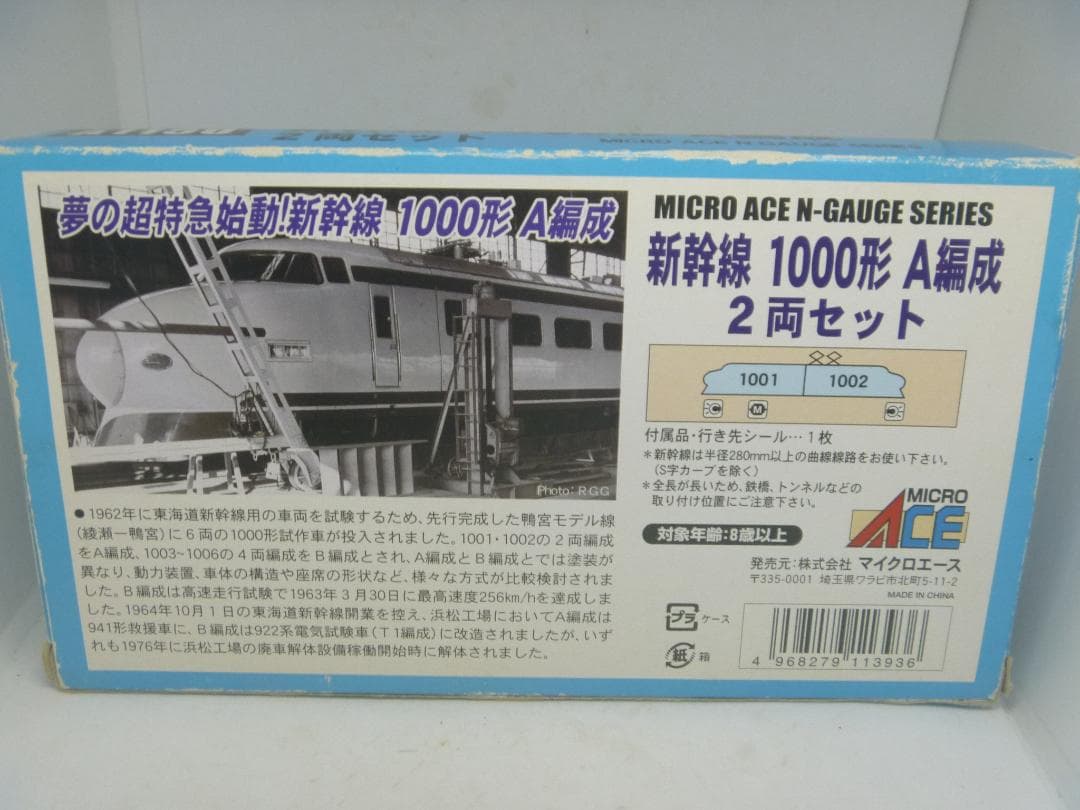 2両セット
MICRO ACE N GAUGE SERIES
夢の超特急始動!新幹線 1000形 A編成
Photo: RGG
●1962年に東海道新幹線用の車両を試験するため、先行完成した鴨宮モデル線
(綾瀬ー鴨宮)に6両の1000形試作車が投入されました。1001・1002の2両編成
をA編成、1003~1006の4両編成をB編成とされ、A編成とB編成とでは塗装が
異なり、動力装置、車体の構造や座席の形状など、様々な方式が比較検討されま
した。B編成は高速走行試験で1963年3月30日に最高速度256km/hを達成しまし
た。1964年10月1日の東海道新幹線開業を控え、浜松工場においてA編成は
941形救援車に、B編成は922系電気試験車(T1編成)に改造されましたが、いず
れも1976年に浜松工場の廃車解体設備稼働開始時に解体されました。
MICRO ACE N-GAUGE SERIES
新幹線 1000形 A編成
2両セット
1001 1002
M
付属品・行き先シール…1枚
*新幹線は半径280mm以上の曲線線路をお使い下さい。
(S字カーブを除く)
*全長が長いため、鉄橋、トンネルなどの
取り付け位置にご注意下さい。
対象年齢:8歳以上
MICRO
ACE
発売元:株式会社 マイクロエース
〒335-0001 埼玉県ワラビ市北町5-11-2
MADE IN CHINA
プラ ケース
紙 箱
4 968279 113936